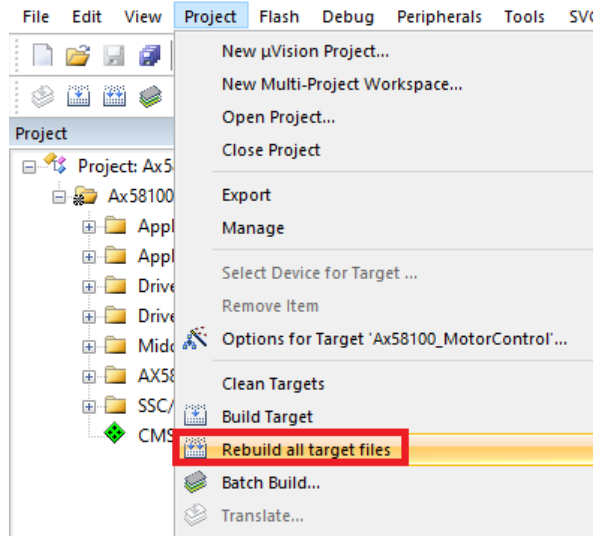 File Edit View Project Flash Debug Peripherals Tools SVC
New µVision Project...
New Multi-Project Workspace...
Open Project...
Close Project
Export
Manage
Select Device for Target ...
Remove Item
Options for Target 'Ax58100_MotorControl'...
Clean Targets
Build Target
Rebuild all target files
Batch Build...
Translate...
Project
Project: Ax5
Ax58100
Appl
Appl
Drive
Drive
Midd
AX58
SSC/
CMS